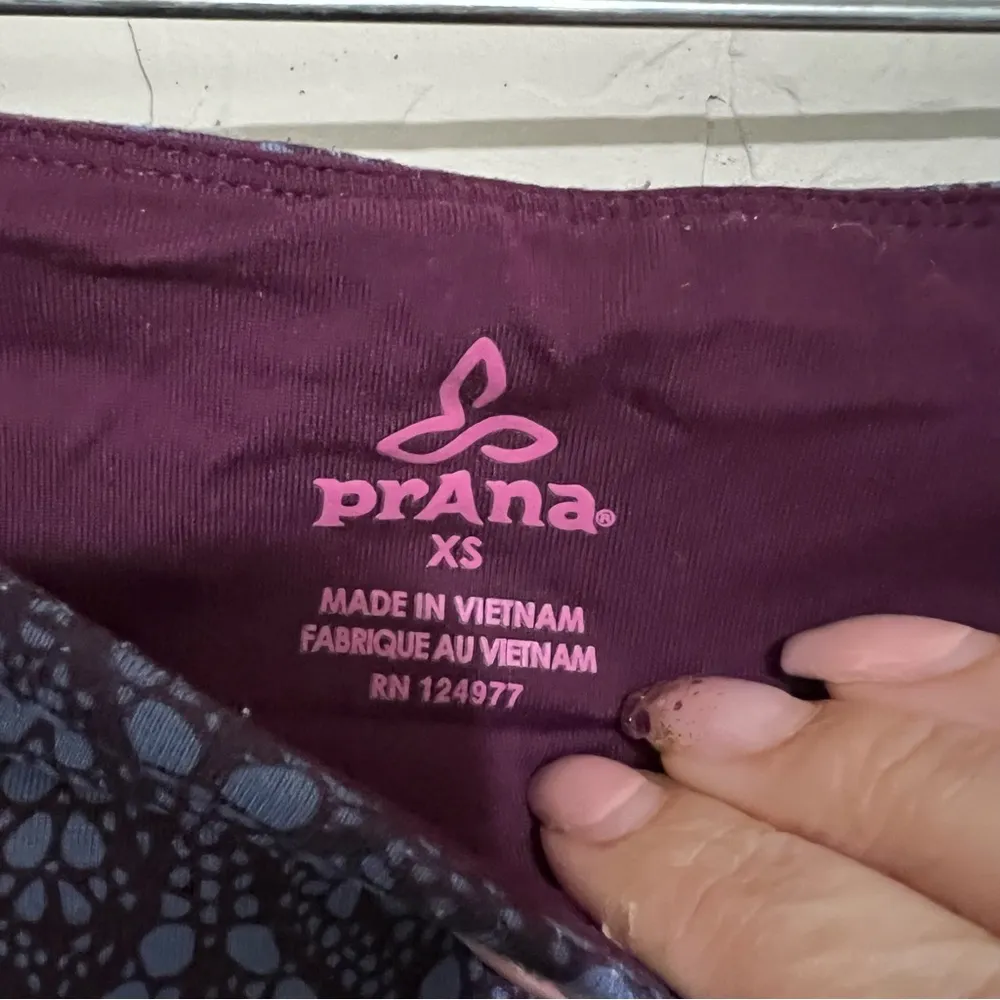 prAna®
XS
MADE IN VIETNAM
FABRIQUE AU VIETNAM
RN 124977